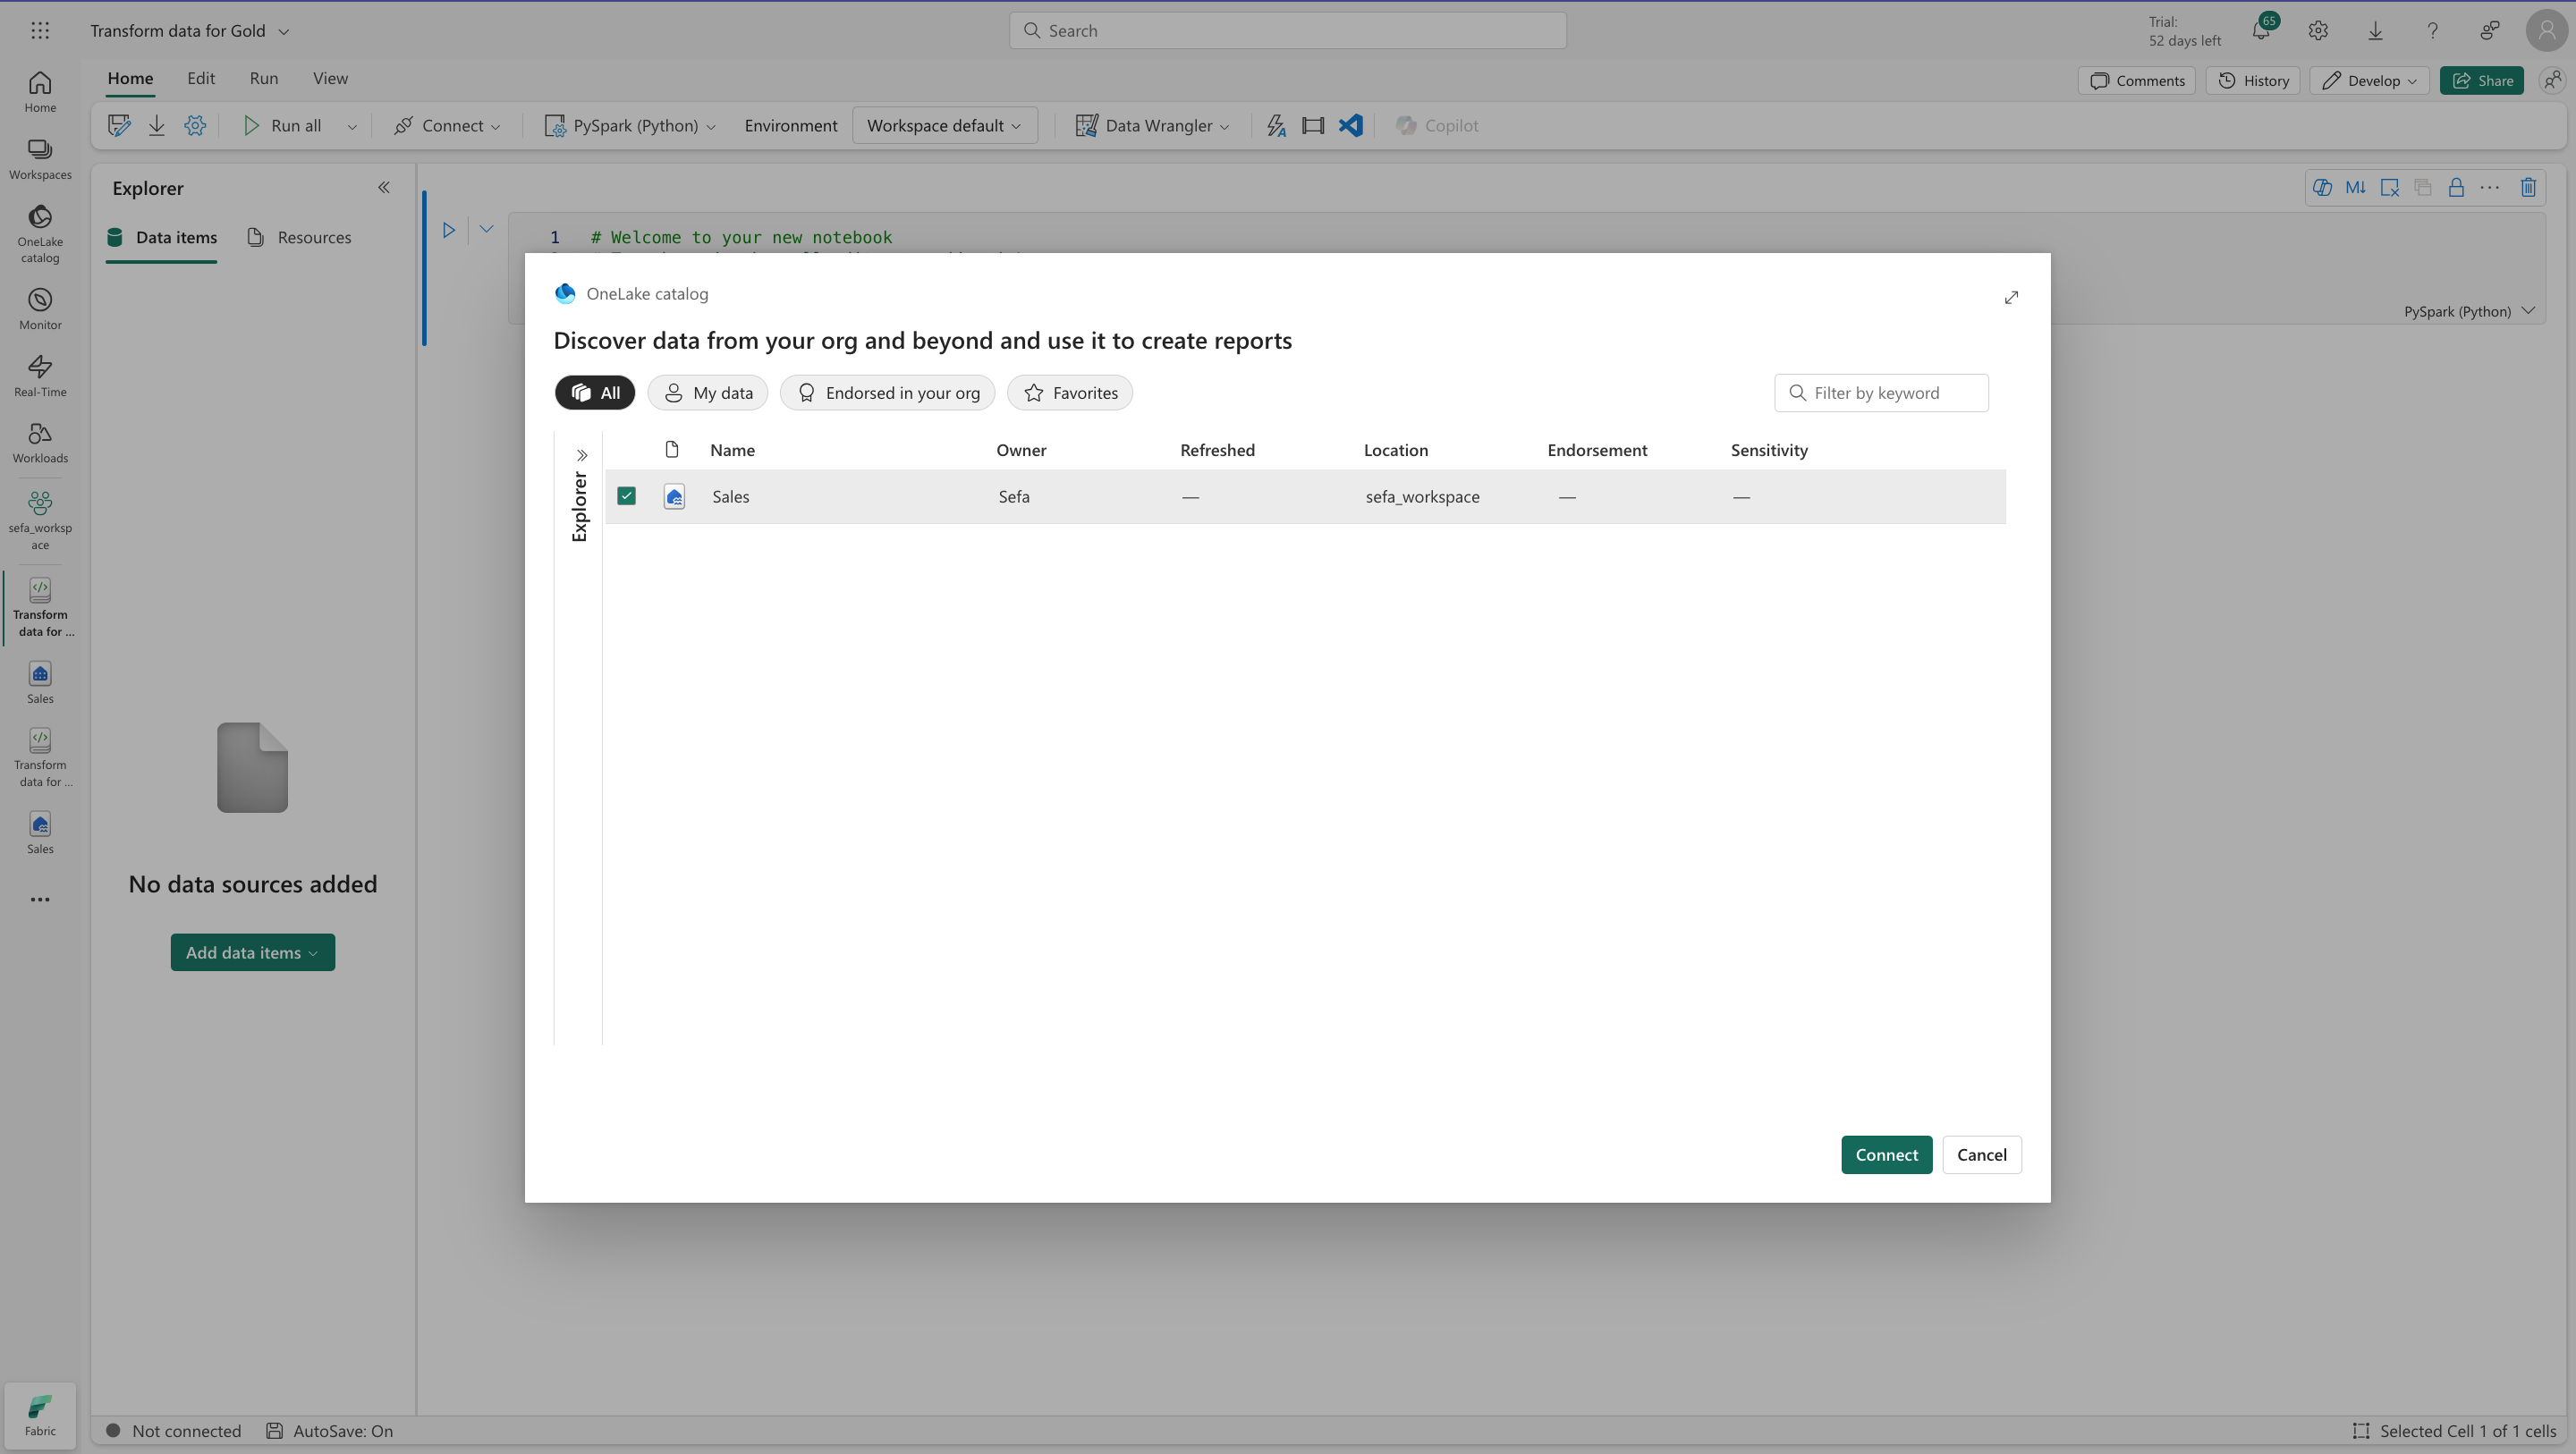 Transform data for Gold
Search
Trial:
52 days left
65
Home
Edit
Run
View
Comments
History
Develop
Share
Run all
Connect
PySpark (Python)
Environment
Workspace default
Data Wrangler
Copilot
Home
Workspaces
OneLake
catalog
Monitor
Real-Time
Workloads
sefa_worksp
ace
Transform
data for ...
Sales
Transform
data for ...
Sales
Fabric
Explorer
Data items
Resources
No data sources added
Add data items
M↓
1 # Welcome to your new notebook
PySpark (Python)
OneLake catalog
Discover data from your org and beyond and use it to create reports
All
My data
Endorsed in your org
Favorites
Filter by keyword
Explorer
Name Owner Refreshed Location Endorsement Sensitivity
Sales Sefa — sefa_workspace — —
Connect
Cancel
Not connected
AutoSave: On
Selected Cell 1 of 1 cells